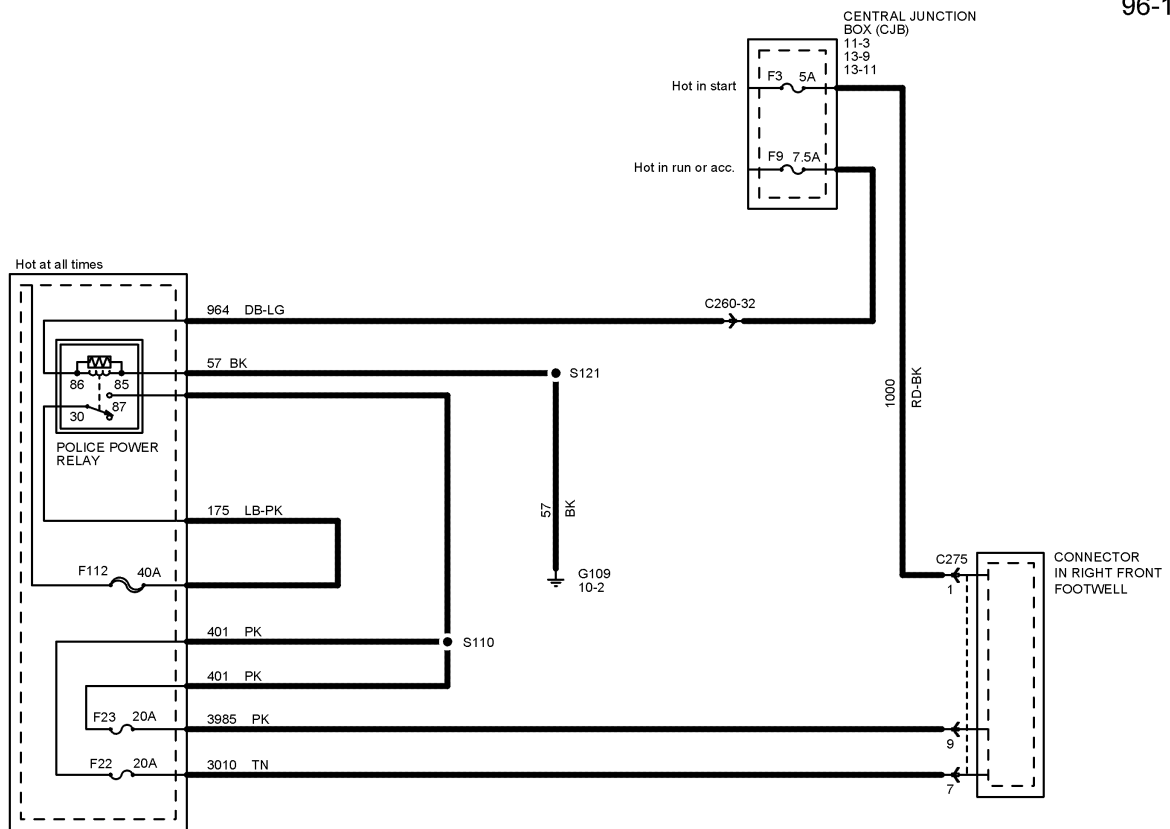 96-1
CENTRAL JUNCTION
BOX (CJB)
11-3
13-9
13-11
Hot in start
F3 5A
Hot in run or acc.
F9 7.5A
Hot at all times
964 DB-LG
C260-32
57 BK
S121
86 85
87
30
POLICE POWER
RELAY
1000
RD-BK
175 LB-PK
57
BK
F112 40A
G109
10-2
C275
1
CONNECTOR
IN RIGHT FRONT
FOOTWELL
401 PK
S110
401 PK
F23 20A
3985 PK
9
F22 20A
3010 TN
7